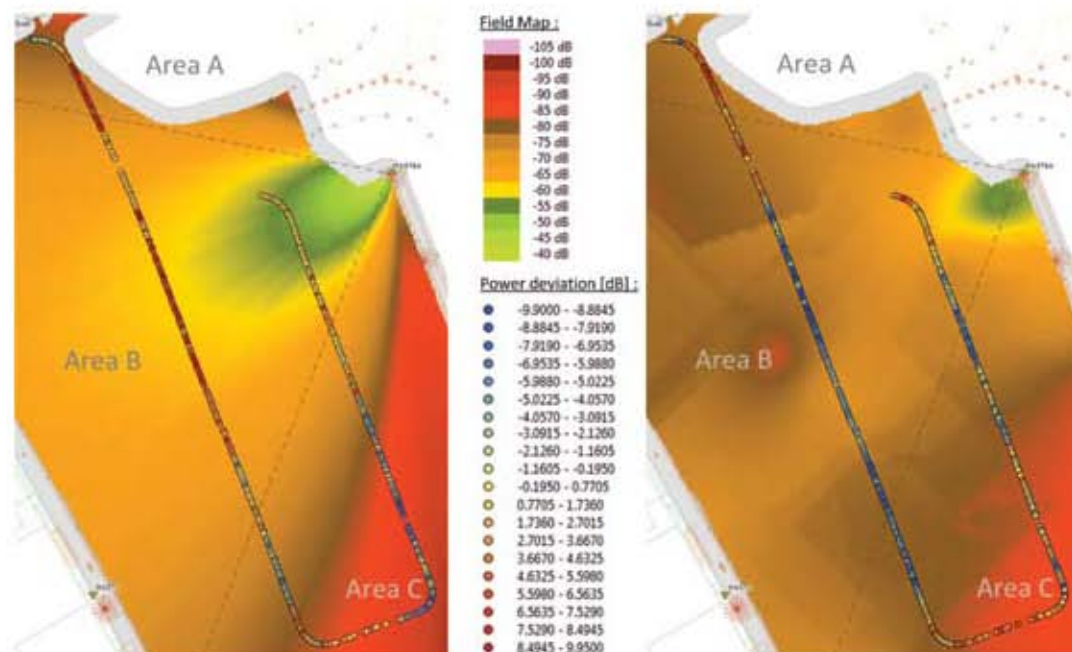 Area A
Area B
Area C
Field Map :
-105 dB
-100 dB
-95 dB
-90 dB
-85 dB
-80 dB
-75 dB
-70 dB
-65 dB
-60 dB
-55 dB
-50 dB
-45 dB
-40 dB
Power deviation [dB] :
-9.9000 - -8.8845
-8.8845 - -7.9190
-7.9190 - -6.9535
-6.9535 - -5.9880
-5.9880 - -5.0225
-5.0225 - -4.0570
-4.0570 - -3.0915
-3.0915 - -2.1260
-2.1260 - -1.1605
-1.1605 - -0.1950
-0.1950 - 0.7705
0.7705 - 1.7360
1.7360 - 2.7015
2.7015 - 3.6670
3.6670 - 4.6325
4.6325 - 5.5980
5.5980 - 6.5635
6.5635 - 7.5290
7.5290 - 8.4945
8.4945 - 9.9500
Area A
Area B
Area C